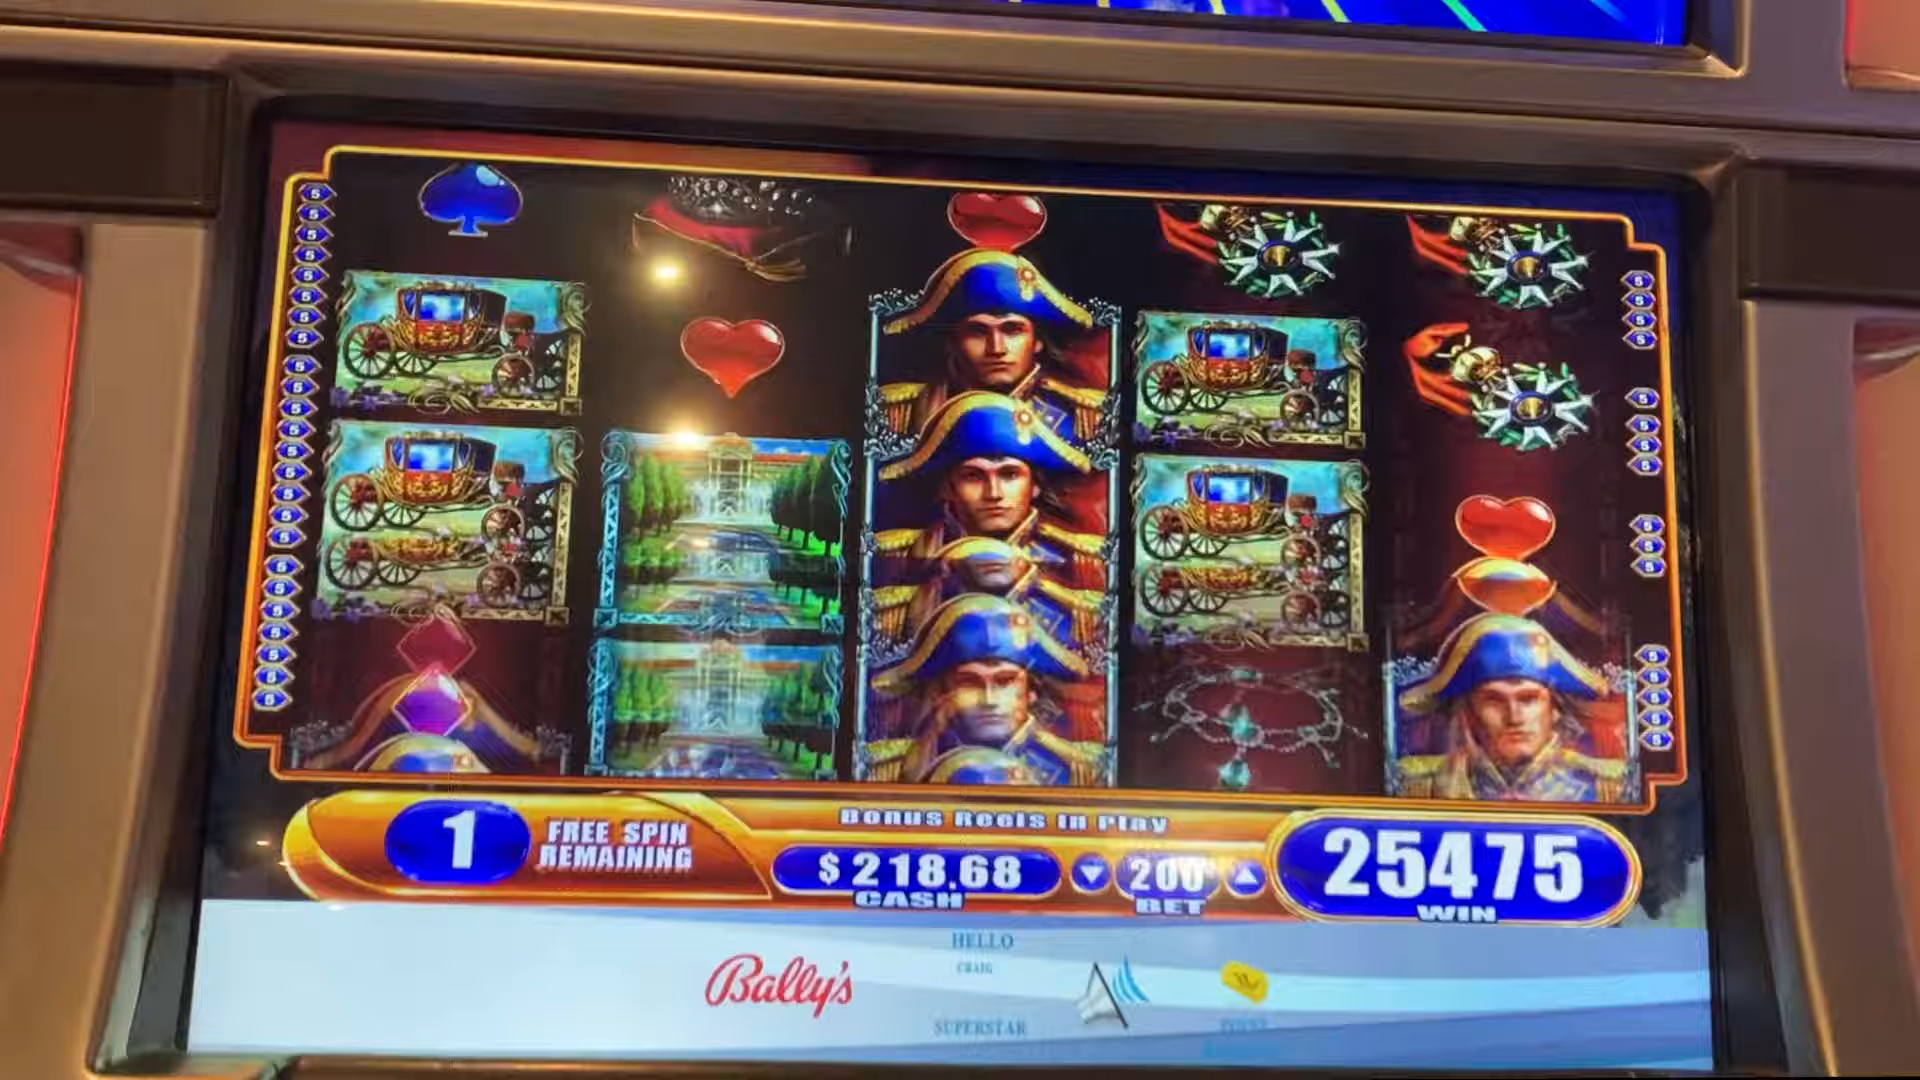 1
FREE SPIN
REMAINING
Bonus Reels In Play
$218.68
CASH
200
BET
25475
WIN
HELLO
CRAIG
Bally's
SUPERSTAR